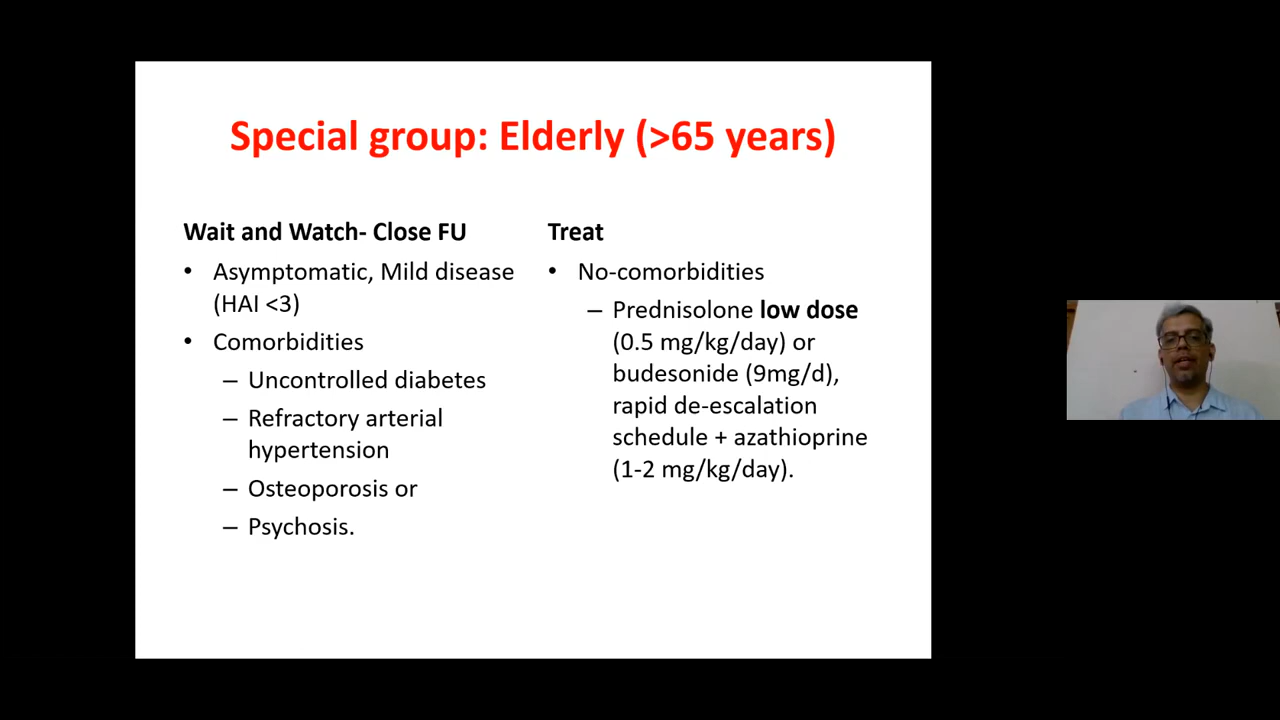 Special group: Elderly (>65 years)
Wait and Watch- Close FU
• Asymptomatic, Mild disease
(HAI <3)
• Comorbidities
– Uncontrolled diabetes
– Refractory arterial
hypertension
– Osteoporosis or
– Psychosis.
Treat
• No-comorbidities
– Prednisolone low dose
(0.5 mg/kg/day) or
budesonide (9mg/d),
rapid de-escalation
schedule + azathioprine
(1-2 mg/kg/day).